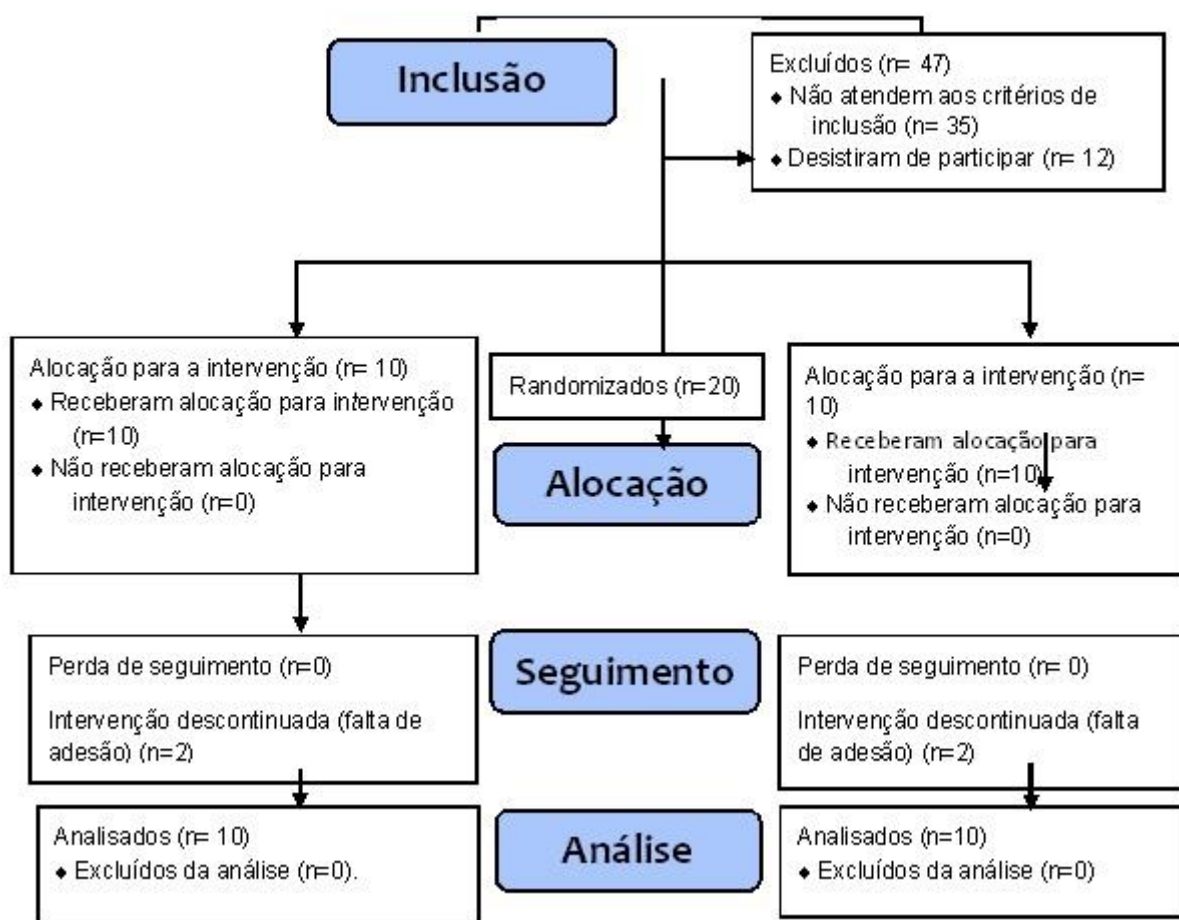 Inclusão
Excluídos (n= 47)
♦ Não atendem aos critérios de
inclusão (n= 35)
♦ Desistiram de participar (n= 12)
Alocação para a intervenção (n= 10)
♦ Receberam alocação para intervenção
(n=10)
♦ Não receberam alocação para
intervenção (n=0)
Randomizados (n=20)
Alocação
Alocação para a intervenção (n=
10)
♦ Receberam alocação para
intervenção (n=10)
♦ Não receberam alocação para
intervenção (n=0)
Perda de seguimento (n=0)
Intervenção descontinuada (falta de
adesão) (n=2)
Seguimento
Perda de seguimento (n= 0)
Intervenção descontinuada (falta
de adesão) (n=2)
Analisados (n= 10)
♦ Excluídos da análise (n=0).
Análise
Analisados (n=10)
♦ Excluídos da análise (n=0)